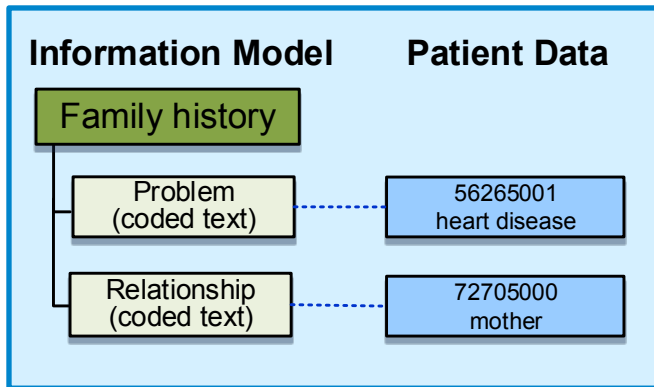 Information Model
Patient Data
Family history
Problem
(coded text)
56265001
heart disease
Relationship
(coded text)
72705000
mother